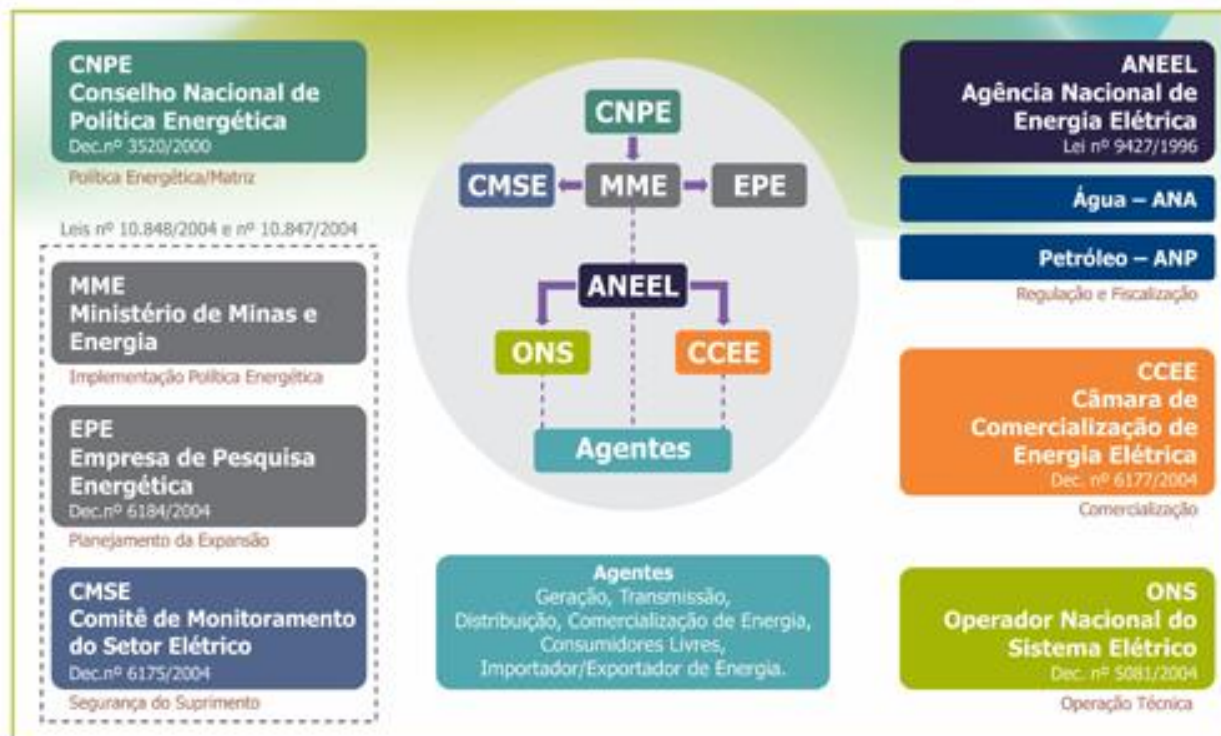 CNPE
Conselho Nacional de
Política Energética
Dec.nº 3520/2000
Política Energética/Matriz
Leis nº 10.848/2004 e nº 10.847/2004
MME
Ministério de Minas e
Energia
Implementação Política Energética
EPE
Empresa de Pesquisa
Energética
Dec.nº 6184/2004
Planejamento da Expansão
CMSE
Comitê de Monitoramento
do Setor Elétrico
Dec.nº 6175/2004
Segurança do Suprimento
CNPE
CMSE
MME
EPE
ANEEL
ONS
CCEE
Agentes
Agentes
Geração, Transmissão,
Distribuição, Comercialização de Energia,
Consumidores Livres,
Importador/Exportador de Energia.
ANEEL
Agência Nacional de
Energia Elétrica
Lei nº 9427/1996
Água – ANA
Petróleo – ANP
Regulação e Fiscalização
CCEE
Câmara de
Comercialização de
Energia Elétrica
Dec. nº 6177/2004
Comercialização
ONS
Operador Nacional do
Sistema Elétrico
Dec. nº 5081/2004
Operação Técnica